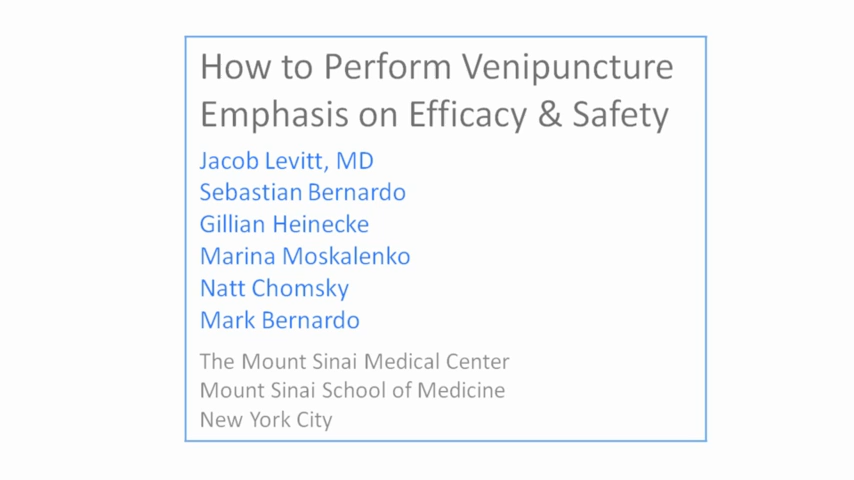 How to Perform Venipuncture
Emphasis on Efficacy & Safety
Jacob Levitt, MD
Sebastian Bernardo
Gillian Heinecke
Marina Moskalenko
Natt Chomsky
Mark Bernardo
The Mount Sinai Medical Center
Mount Sinai School of Medicine
New York City